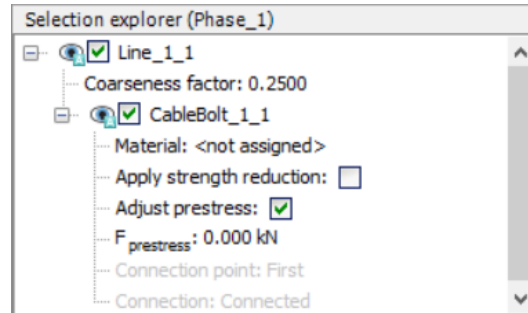 Selection explorer (Phase_1)
Line_1_1
Coarseness factor: 0.2500
CableBolt_1_1
Material: <not assigned>
Apply strength reduction:
Adjust prestress:
F prestress: 0.000 kN
Connection point: First
Connection: Connected